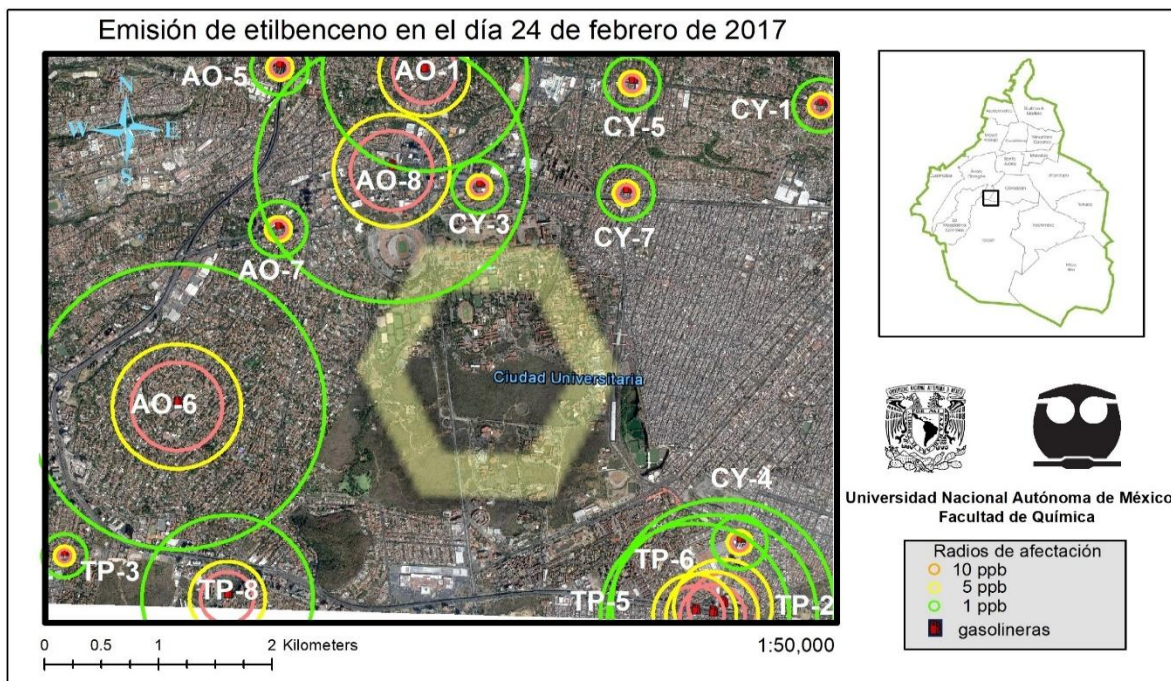 Emisión de etilbenceno en el día 24 de febrero de 2017
N
W E
S
AO-5
AO-1
CY-5
CY-1
AO-8
CY-3
CY-7
AO-7
Ciudad Universitaria
AO-6
CY-4
TP-3
TP-8
TP-6
TP-5
TP-2
0 0.5 1 2 Kilometers
1:50,000
Universidad Nacional Autónoma de México
Facultad de Química
Radios de afectación
10 ppb
5 ppb
1 ppb
gasolineras